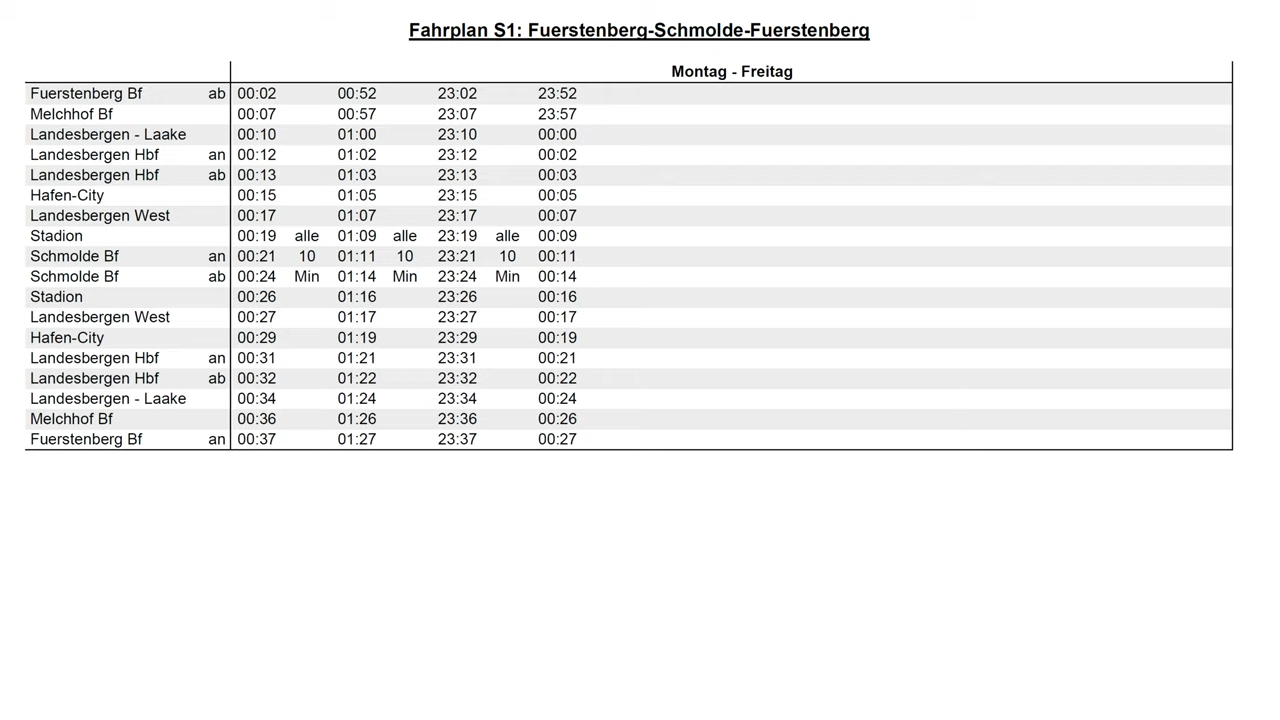 Fahrplan S1: Fuerstenberg-Schmolde-Fuerstenberg
Montag - Freitag
Fuerstenberg Bf ab 00:02 00:52 23:02 23:52
Melchhof Bf 00:07 00:57 23:07 23:57
Landesbergen - Laake 00:10 01:00 23:10 00:00
Landesbergen Hbf an 00:12 01:02 23:12 00:02
Landesbergen Hbf ab 00:13 01:03 23:13 00:03
Hafen-City 00:15 01:05 23:15 00:05
Landesbergen West 00:17 01:07 23:17 00:07
Stadion 00:19 alle 01:09 alle 23:19 alle 00:09
Schmolde Bf an 00:21 10 01:11 10 23:21 10 00:11
Schmolde Bf ab 00:24 Min 01:14 Min 23:24 Min 00:14
Stadion 00:26 01:16 23:26 00:16
Landesbergen West 00:27 01:17 23:27 00:17
Hafen-City 00:29 01:19 23:29 00:19
Landesbergen Hbf an 00:31 01:21 23:31 00:21
Landesbergen Hbf ab 00:32 01:22 23:32 00:22
Landesbergen - Laake 00:34 01:24 23:34 00:24
Melchhof Bf 00:36 01:26 23:36 00:26
Fuerstenberg Bf an 00:37 01:27 23:37 00:27